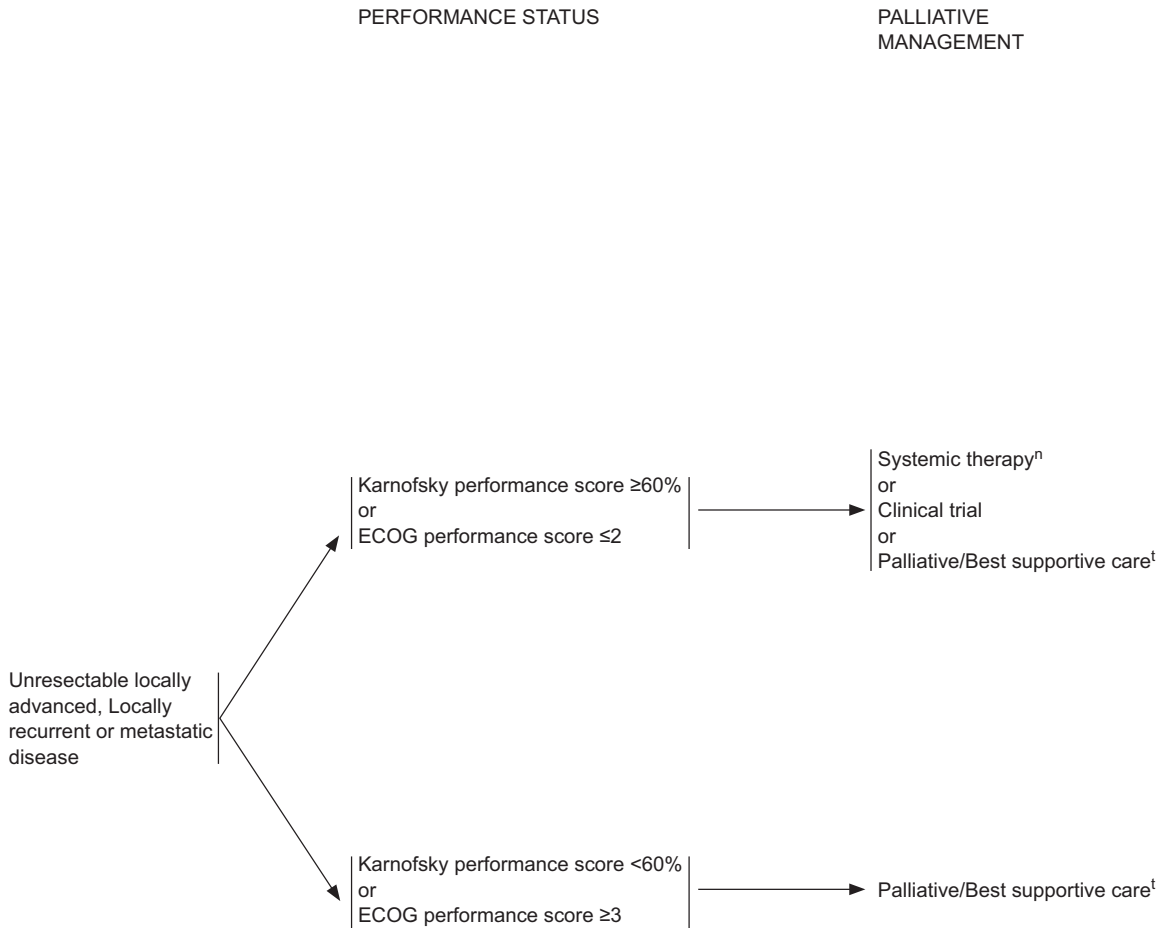 PERFORMANCE STATUS
PALLIATIVE
MANAGEMENT
Unresectable locally
advanced, Locally
recurrent or metastatic
disease
Karnofsky performance score ≥60%
or
ECOG performance score ≤2
Systemic therapyⁿ
or
Clinical trial
or
Palliative/Best supportive careᵗ
Karnofsky performance score <60%
or
ECOG performance score ≥3
Palliative/Best supportive careᵗ